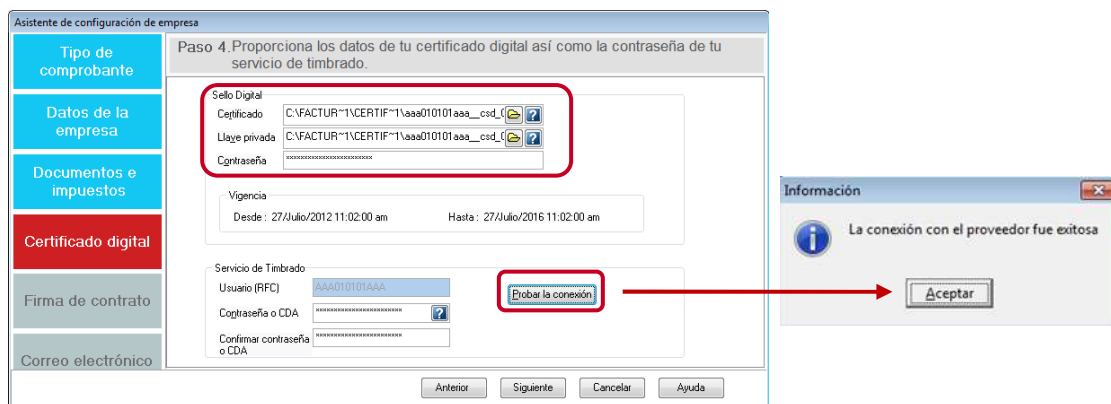 Asistente de configuración de empresa
Tipo de
comprobante
Datos de la
empresa
Documentos e
impuestos
Certificado digital
Firma de contrato
Correo electrónico
Paso 4. Proporciona los datos de tu certificado digital así como la contraseña de tu
servicio de timbrado.
Sello Digital
Certificado C:\FACTUR~1\CERTIF~1\aaa010101aaa__csd_0
Llave privada C:\FACTUR~1\CERTIF~1\aaa010101aaa__csd_0
Contraseña
Vigencia
Desde : 27/Julio/2012 11:02:00 am Hasta : 27/Julio/2016 11:02:00 am
Servicio de Timbrado
Usuario (RFC) AAA010101AAA
Probar la conexión
Contraseña o CDA
Confirmar contraseña
o CDA
Anterior Siguiente Cancelar Ayuda
Información
La conexión con el proveedor fue exitosa
Aceptar